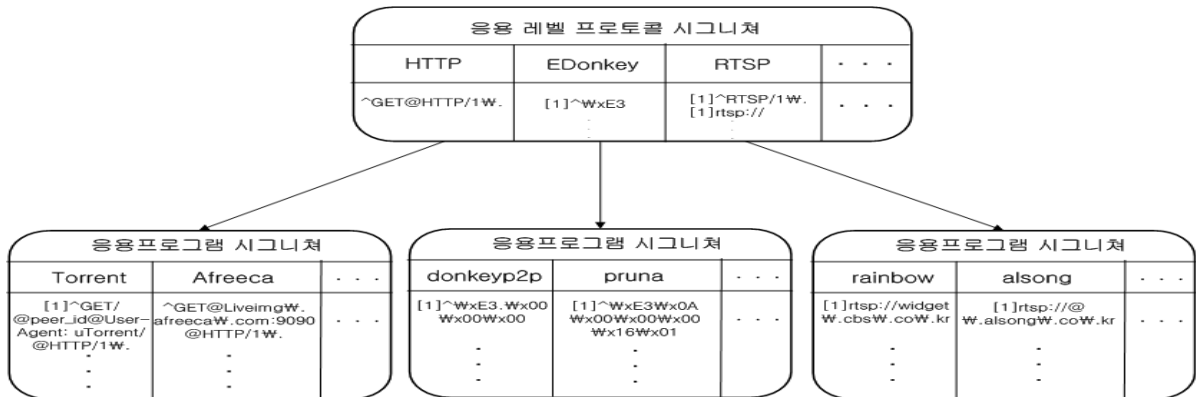 응용 레벨 프로토콜 시그니쳐
HTTP EDonkey RTSP . . .
^GET@HTTP/1₩. [1]^₩xE3 [1]^RTSP/1₩. . . .
[1]rtsp://
응용프로그램 시그니쳐
Torrent Afreeca . . .
[1]^GET/ ^GET@Liveimg₩. . . .
@peer_id@User- afreeca₩.com:9090
Agent: uTorrent/ @HTTP/1₩.
@HTTP/1₩.
응용프로그램 시그니쳐
donkeyp2p pruna . . .
[1]^₩xE3.₩x00 [1]^₩xE3₩x0A . . .
₩x00₩x00 ₩x00₩x00₩x00
₩x16₩x01
응용프로그램 시그니쳐
rainbow alsong . . .
[1]rtsp://widget [1]rtsp://@ . . .
₩.cbs₩.co₩.kr ₩.alsong₩.co₩.kr